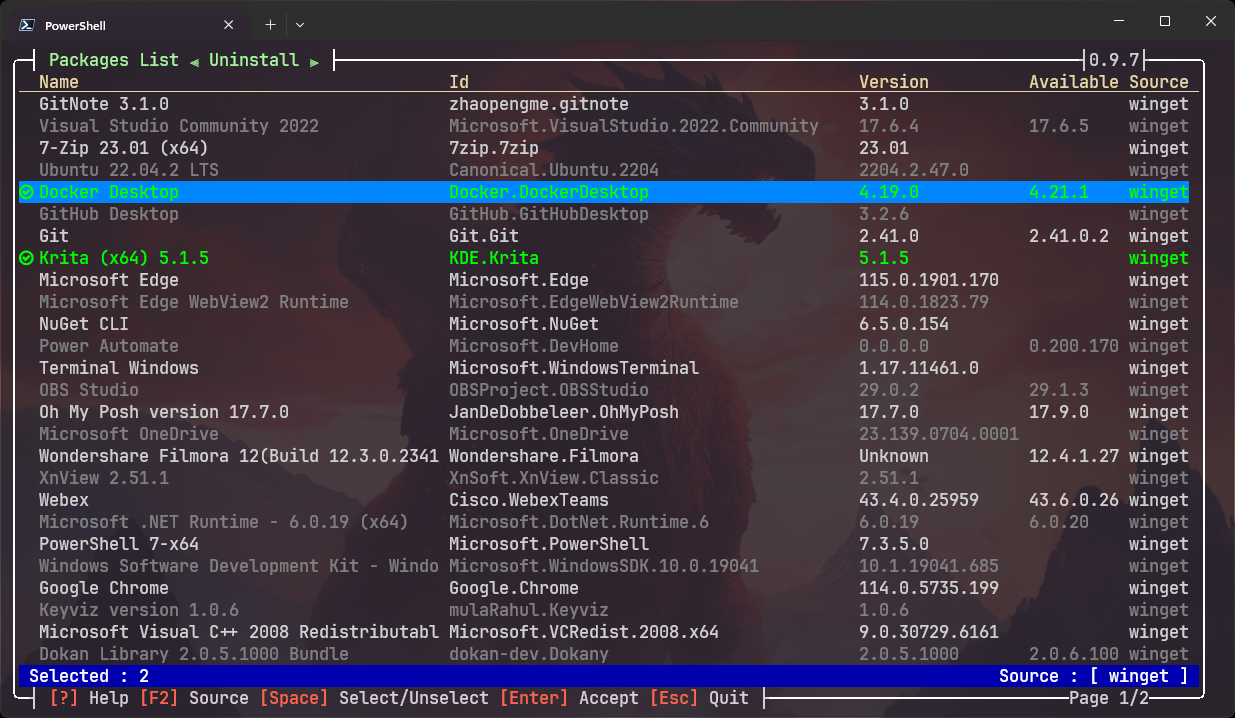 PowerShell
Packages List ◄ Uninstall ► 0.9.7
Name Id Version Available Source
GitNote 3.1.0 zhaopengme.gitnote 3.1.0 winget
Visual Studio Community 2022 Microsoft.VisualStudio.2022.Community 17.6.4 17.6.5 winget
7-Zip 23.01 (x64) 7zip.7zip 23.01 winget
Ubuntu 22.04.2 LTS Canonical.Ubuntu.2204 2204.2.47.0 winget
Docker Desktop Docker.DockerDesktop 4.19.0 4.21.1 winget
GitHub Desktop GitHub.GitHubDesktop 3.2.6 winget
Git Git.Git 2.41.0 2.41.0.2 winget
Krita (x64) 5.1.5 KDE.Krita 5.1.5 winget
Microsoft Edge Microsoft.Edge 115.0.1901.170 winget
Microsoft Edge WebView2 Runtime Microsoft.EdgeWebView2Runtime 114.0.1823.79 winget
NuGet CLI Microsoft.NuGet 6.5.0.154 winget
Power Automate Microsoft.DevHome 0.0.0.0 0.200.170 winget
Terminal Windows Microsoft.WindowsTerminal 1.17.11461.0 winget
OBS Studio OBSProject.OBSStudio 29.0.2 29.1.3 winget
Oh My Posh version 17.7.0 JanDeDobbeleer.OhMyPosh 17.7.0 17.9.0 winget
Microsoft OneDrive Microsoft.OneDrive 23.139.0704.0001 winget
Wondershare Filmora 12(Build 12.3.0.2341 Wondershare.Filmora Unknown 12.4.1.27 winget
XnView 2.51.1 XnSoft.XnView.Classic 2.51.1 winget
Webex Cisco.WebexTeams 43.4.0.25959 43.6.0.26 winget
Microsoft .NET Runtime - 6.0.19 (x64) Microsoft.DotNet.Runtime.6 6.0.19 6.0.20 winget
PowerShell 7-x64 Microsoft.PowerShell 7.3.5.0 winget
Windows Software Development Kit - Windo Microsoft.WindowsSDK.10.0.19041 10.1.19041.685 winget
Google Chrome Google.Chrome 114.0.5735.199 winget
Keyviz version 1.0.6 mulaRahul.Keyviz 1.0.6 winget
Microsoft Visual C++ 2008 Redistributabl Microsoft.VCRedist.2008.x64 9.0.30729.6161 winget
Dokan Library 2.0.5.1000 Bundle dokan-dev.Dokany 2.0.5.1000 2.0.6.100 winget
Selected : 2 Source : [ winget ]
[?] Help [F2] Source [Space] Select/Unselect [Enter] Accept [Esc] Quit Page 1/2